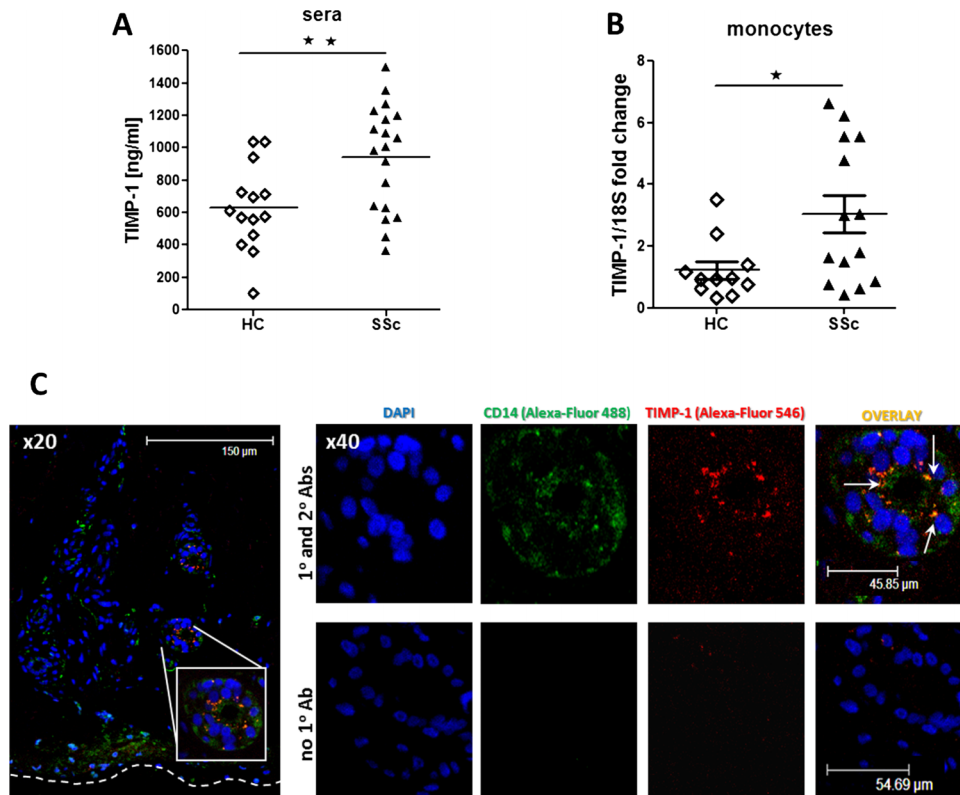 A
sera
★ ★
TIMP-1 [ng/ml]
1600
1400
1200
1000
800
600
400
200
0
HC
SSc
B
monocytes
★
TIMP-1/18S fold change
8
6
4
2
0
HC
SSc
C
x20
150 µm
DAPI
CD14 (Alexa-Fluor 488)
TIMP-1 (Alexa-Fluor 546)
OVERLAY
1° and 2° Abs
x40
45.85 µm
no 1° Ab
54.69 µm